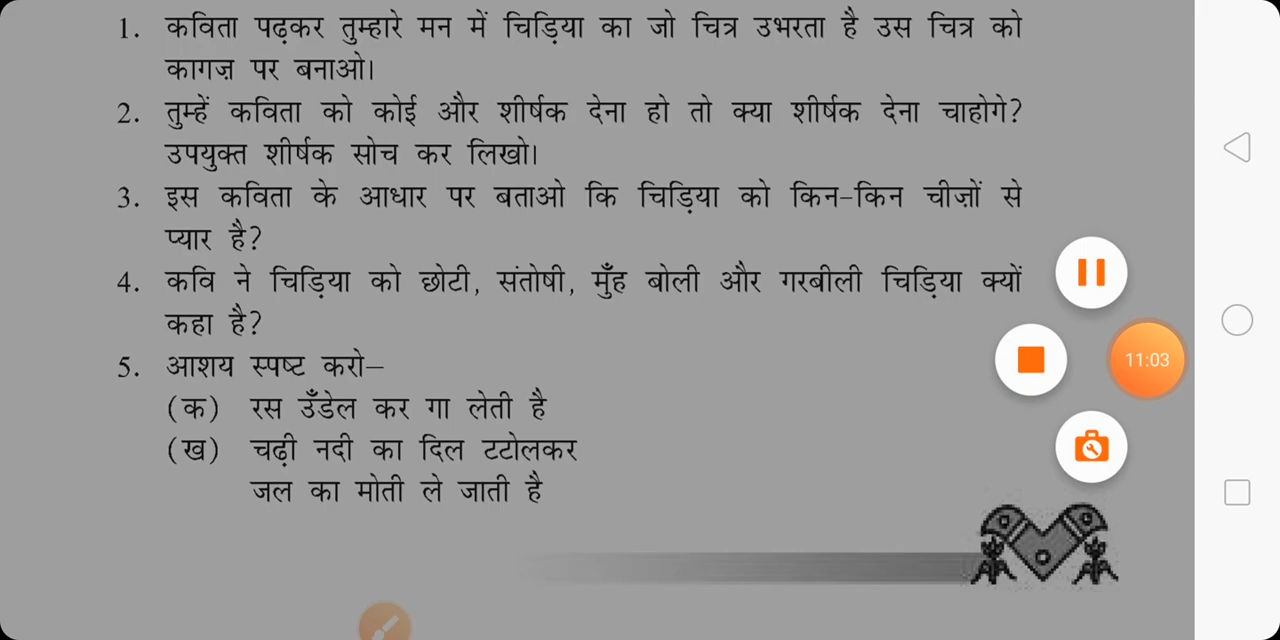 1. कविता पढ़कर तुम्हारे मन में चिड़िया का जो चित्र उभरता है उस चित्र को
कागज़ पर बनाओ।
2. तुम्हें कविता को कोई और शीर्षक देना हो तो क्या शीर्षक देना चाहोगे?
उपयुक्त शीर्षक सोच कर लिखो।
3. इस कविता के आधार पर बताओ कि चिड़िया को किन-किन चीज़ों से
प्यार है?
4. कवि ने चिड़िया को छोटी, संतोषी, मुँह बोली और गरबीली चिड़िया क्यों
कहा है?
5. आशय स्पष्ट करो–
(क) रस उँडेल कर गा लेती है
(ख) चढ़ी नदी का दिल टटोलकर
जल का मोती ले जाती है
11:03